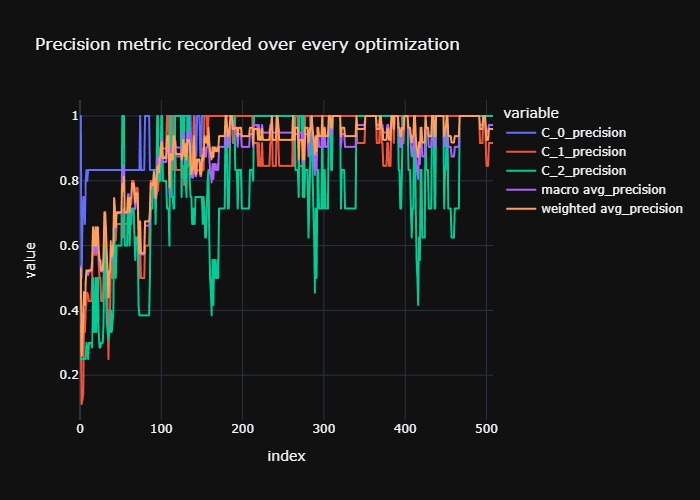 Precision metric recorded over every optimization
variable
C_0_precision
C_1_precision
C_2_precision
macro avg_precision
weighted avg_precision
value
1
0.8
0.6
0.4
0.2
0
100
200
300
400
500
index